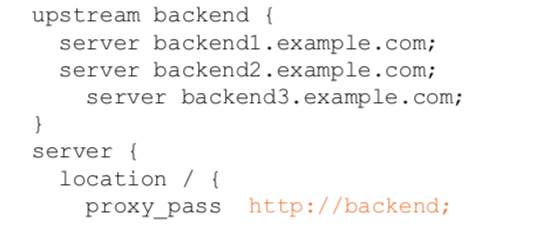 upstream backend {
server backend1.example.com;
server backend2.example.com;
server backend3.example.com;
}
server {
location / {
proxy_pass http://backend;